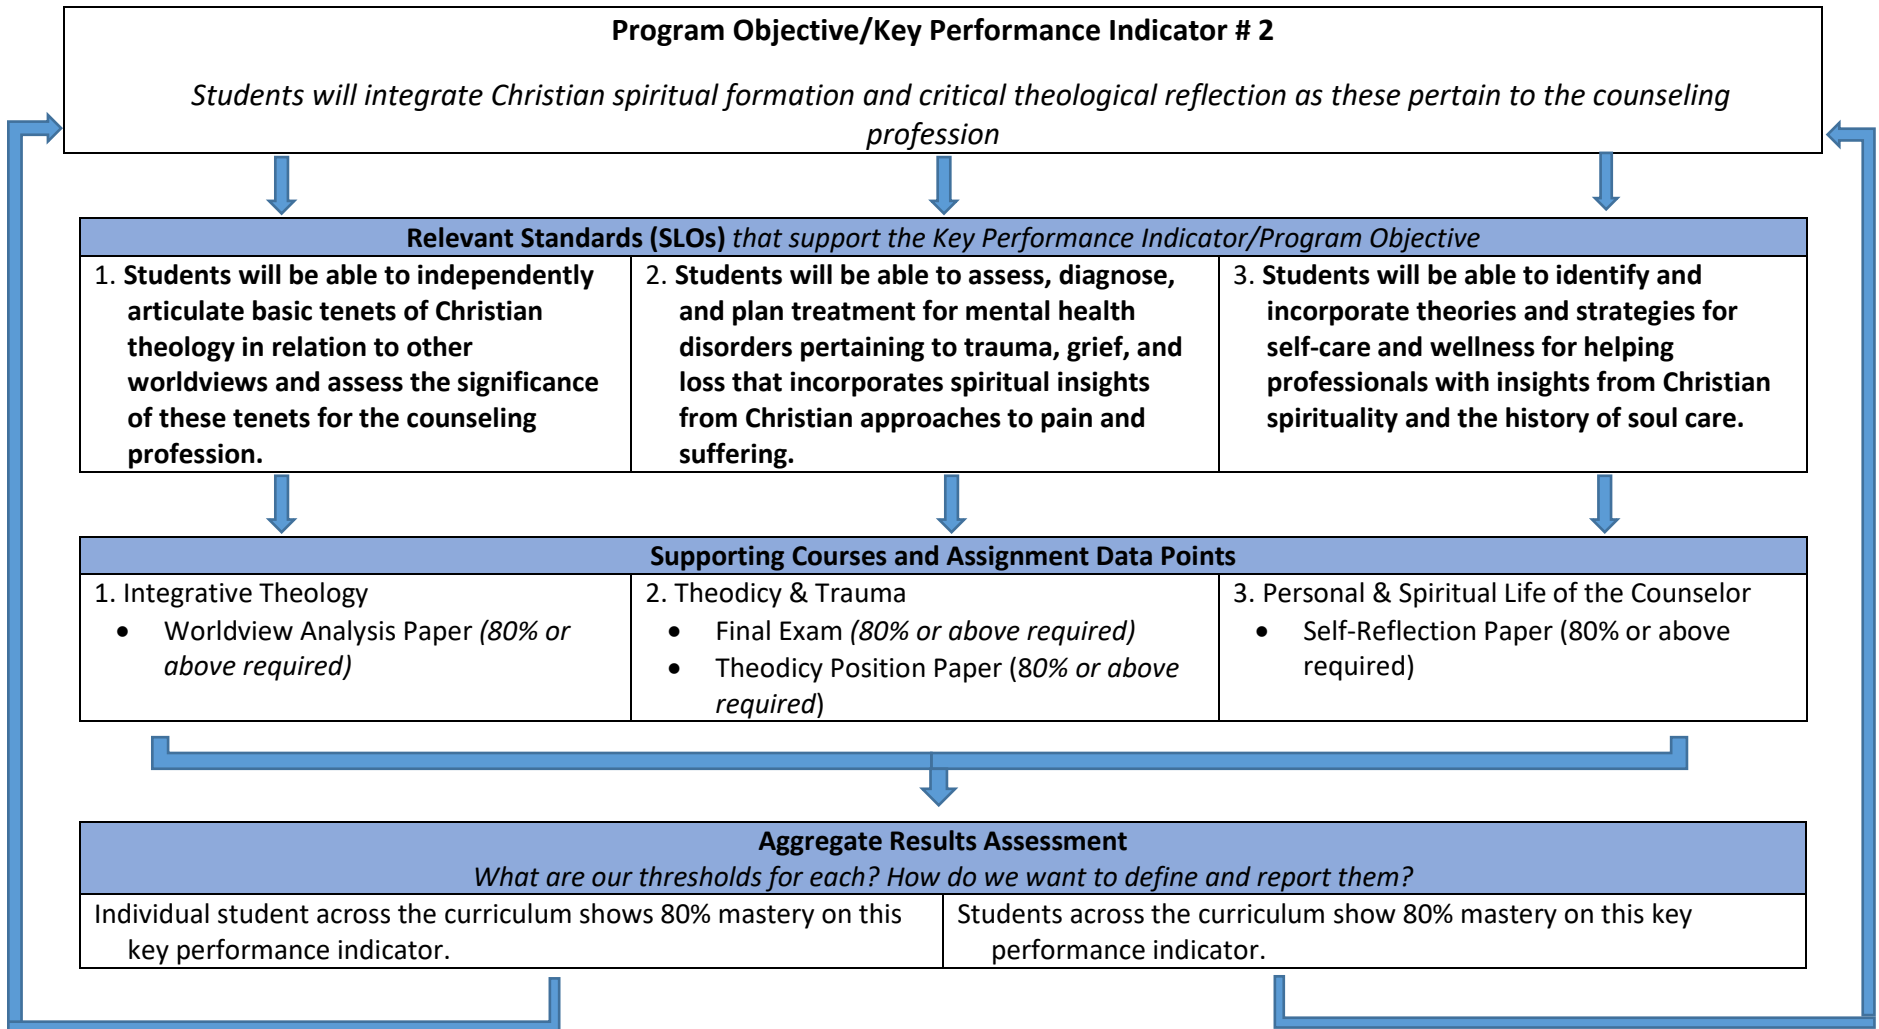 Program Objective/Key Performance Indicator # 2
Students will integrate Christian spiritual formation and critical theological reflection as these pertain to the counseling
profession
Relevant Standards (SLOs) that support the Key Performance Indicator/Program Objective
1. Students will be able to independently
articulate basic tenets of Christian
theology in relation to other
worldviews and assess the significance
of these tenets for the counseling
profession.
2. Students will be able to assess, diagnose,
and plan treatment for mental health
disorders pertaining to trauma, grief, and
loss that incorporates spiritual insights
from Christian approaches to pain and
suffering.
3. Students will be able to identify and
incorporate theories and strategies for
self-care and wellness for helping
professionals with insights from Christian
spirituality and the history of soul care.
Supporting Courses and Assignment Data Points
1. Integrative Theology
• Worldview Analysis Paper (80% or
above required)
2. Theodicy & Trauma
• Final Exam (80% or above required)
• Theodicy Position Paper (80% or above
required)
3. Personal & Spiritual Life of the Counselor
• Self-Reflection Paper (80% or above
required)
Aggregate Results Assessment
What are our thresholds for each? How do we want to define and report them?
Individual student across the curriculum shows 80% mastery on this
key performance indicator.
Students across the curriculum show 80% mastery on this key
performance indicator.